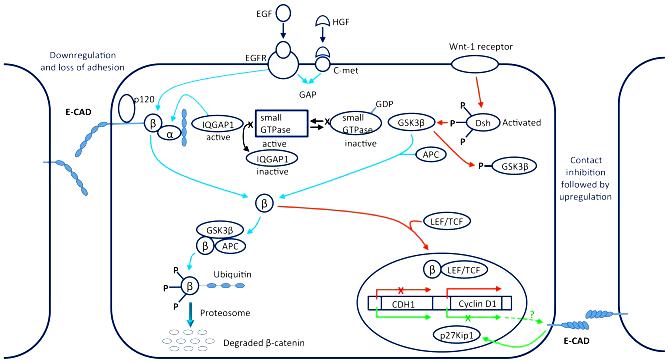 EGF
HGF
Downregulation
and loss of adhesion
EGFR
C-met
Wnt-1 receptor
GAP
E-CAD
p120
β
α
IQGAP1
active
X
small
GTPase
active
X
small
GTPase
inactive
GDP
GSK3β
P
P
P
Dsh
Activated
IQGAP1
inactive
APC
P
GSK3β
Contact
inhibition
followed by
upregulation
β
GSK3β
β
APC
LEF/TCF
P
P
P
β
Ubiquitin
β
LEF/TCF
Proteosome
X
CDH1
Cyclin D1
X
?
p27Kip1
E-CAD
Degraded β-catenin